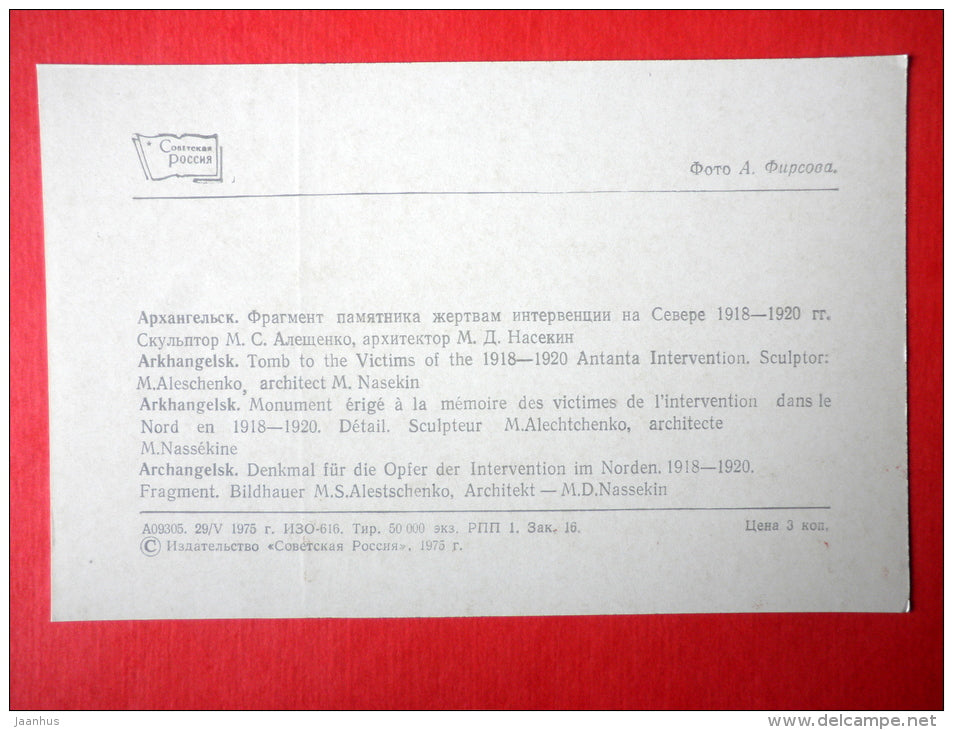 Советская
Россия
Фото А. Фирсова.
Архангельск. Фрагмент памятника жертвам интервенции на Севере 1918—1920 гг.
Скульптор М. С. Алещенко, архитектор М. Д. Насекин
Arkhangelsk. Tomb to the Victims of the 1918—1920 Antanta Intervention. Sculptor:
M.Aleschenko, architect M. Nasekin
Arkhangelsk. Monument érigé à la mémoire des victimes de l'intervention dans le
Nord en 1918—1920. Détail. Sculpteur M.Alechtchenko, architecte
M.Nassékine
Archangelsk. Denkmal für die Opfer der Intervention im Norden. 1918—1920.
Fragment. Bildhauer M.S.Alestschenko, Architekt — M.D.Nassekin
А09305. 29/V 1975 г. ИЗО-616. Тир. 50 000 экз. РПП 1. Зак. 16. Цена 3 коп.
© Издательство «Советская Россия». 1975 г.
jaanhus
www.delcampe.net